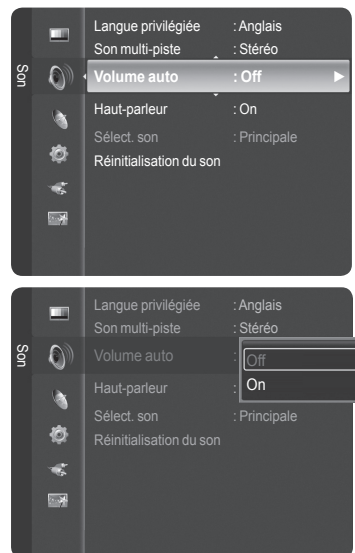 Son
Langue privilégiée : Anglais
Son multi-piste : Stéréo
Volume auto : Off
Haut-parleur : On
Sélect. son : Principale
Réinitialisation du son
Son
Langue privilégiée : Anglais
Son multi-piste : Stéréo
Volume auto : Off
On
Haut-parleur :
Sélect. son : Principale
Réinitialisation du son